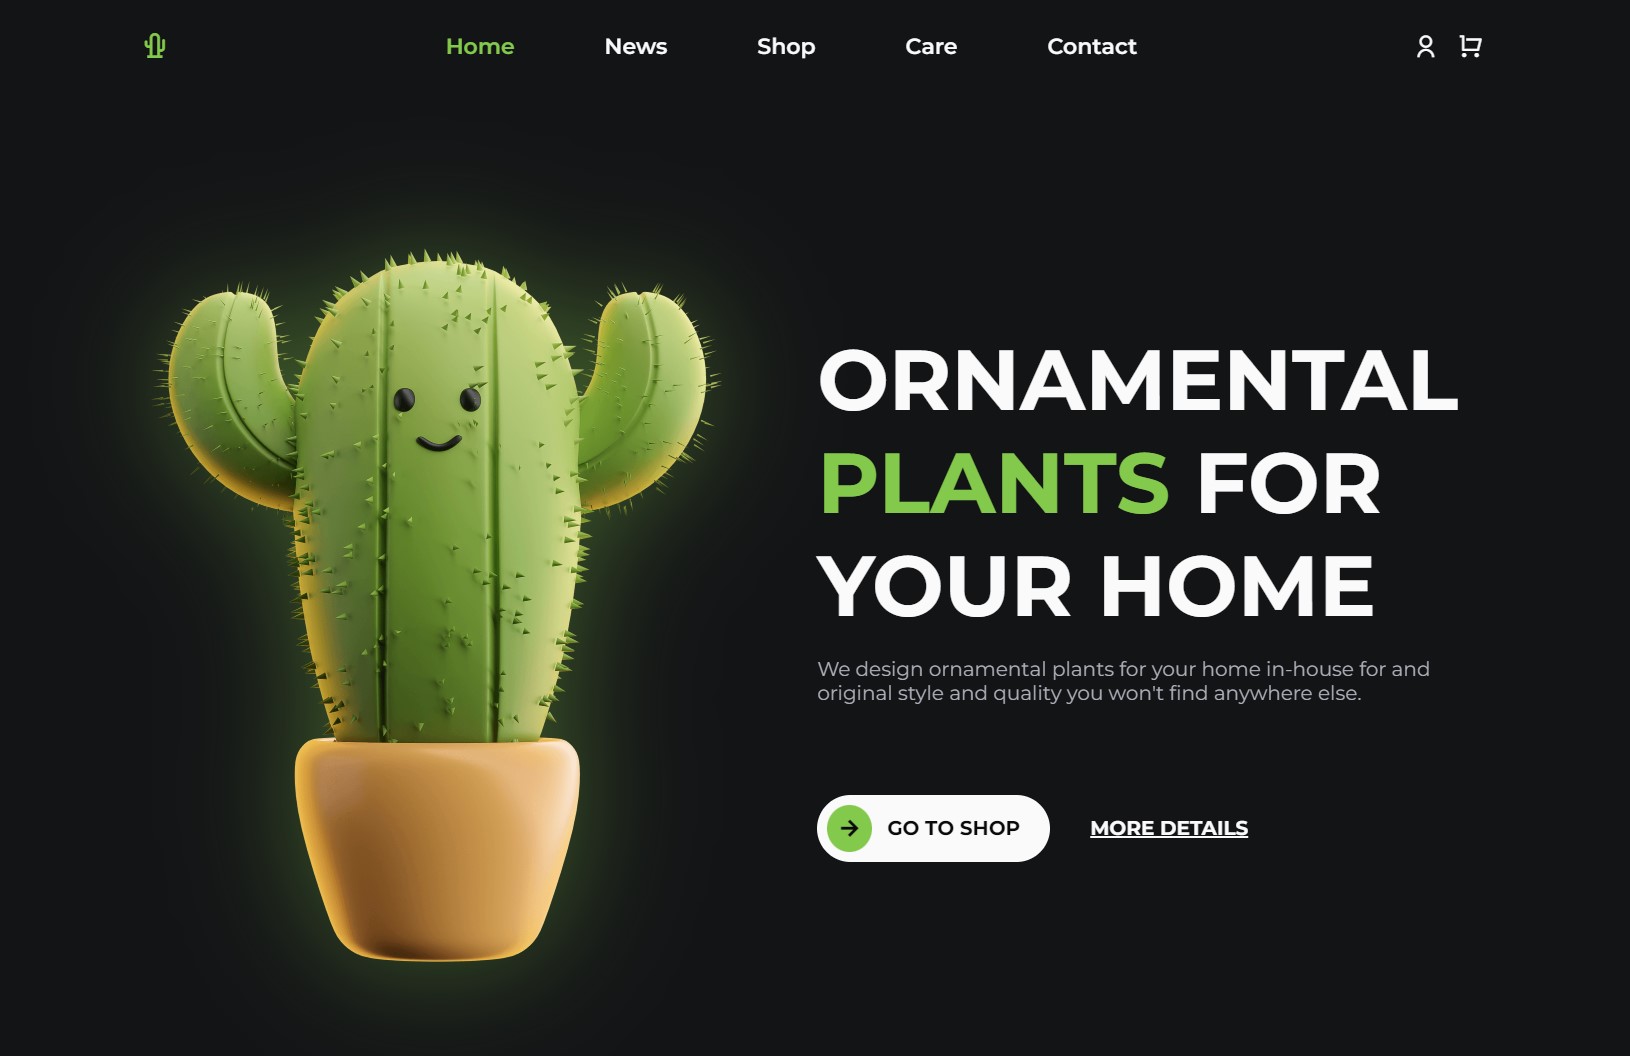 Home News Shop Care Contact
ORNAMENTAL
PLANTS FOR
YOUR HOME
We design ornamental plants for your home in-house for and
original style and quality you won't find anywhere else.
GO TO SHOP MORE DETAILS